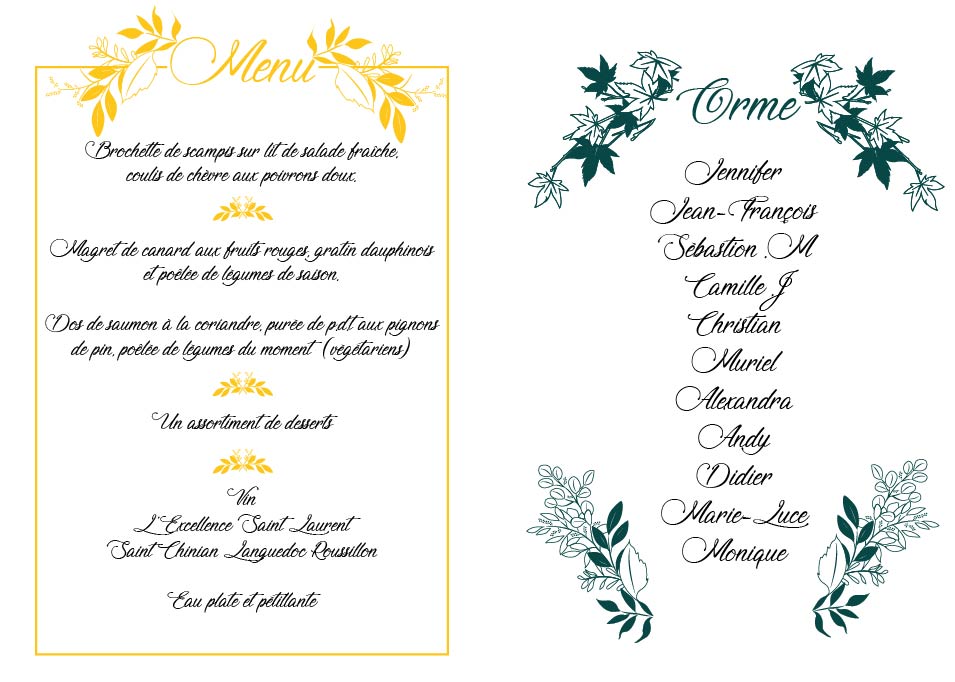 Menu
Brochette de scampis sur lit de salade fraîche,
coulis de chèvre aux poivrons doux.
Magret de canard aux fruits rouges, gratin dauphinois
et poêlée de légumes de saison.
Dos de saumon à la coriandre, purée de p.d.t aux pignons
de pin, poêlée de légumes du moment (végétariens)
Un assortiment de desserts
Vin
L'Excellence Saint Laurent
Saint Chinian Languedoc Roussillon
Eau plate et pétillante
Orme
Jennifer
Jean-François
Sébastion .M
Camille .J
Christian
Muriel
Alexandra
Andy
Didier
Marie-Luce
Monique